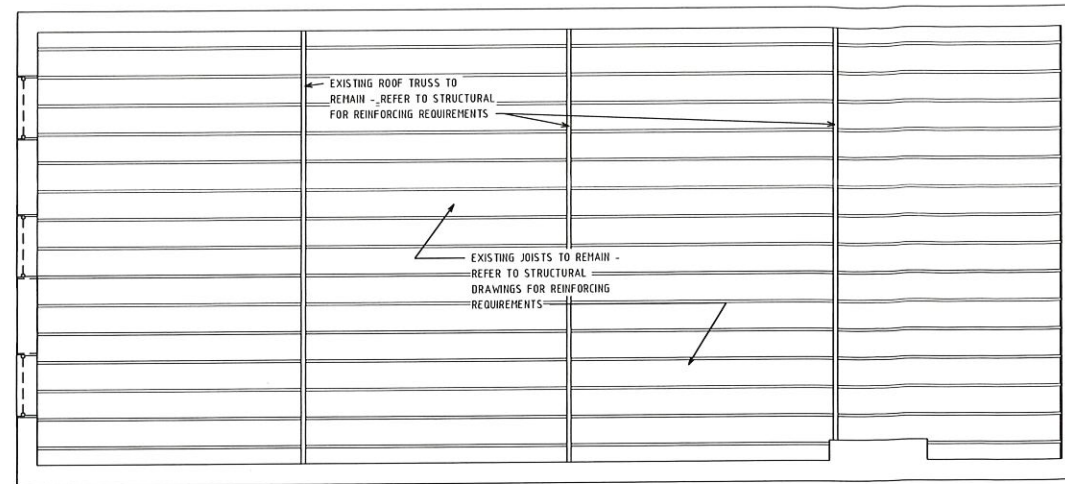 EXISTING ROOF TRUSS TO
REMAIN - REFER TO STRUCTURAL
FOR REINFORCING REQUIREMENTS
EXISTING JOISTS TO REMAIN -
REFER TO STRUCTURAL
DRAWINGS FOR REINFORCING
REQUIREMENTS